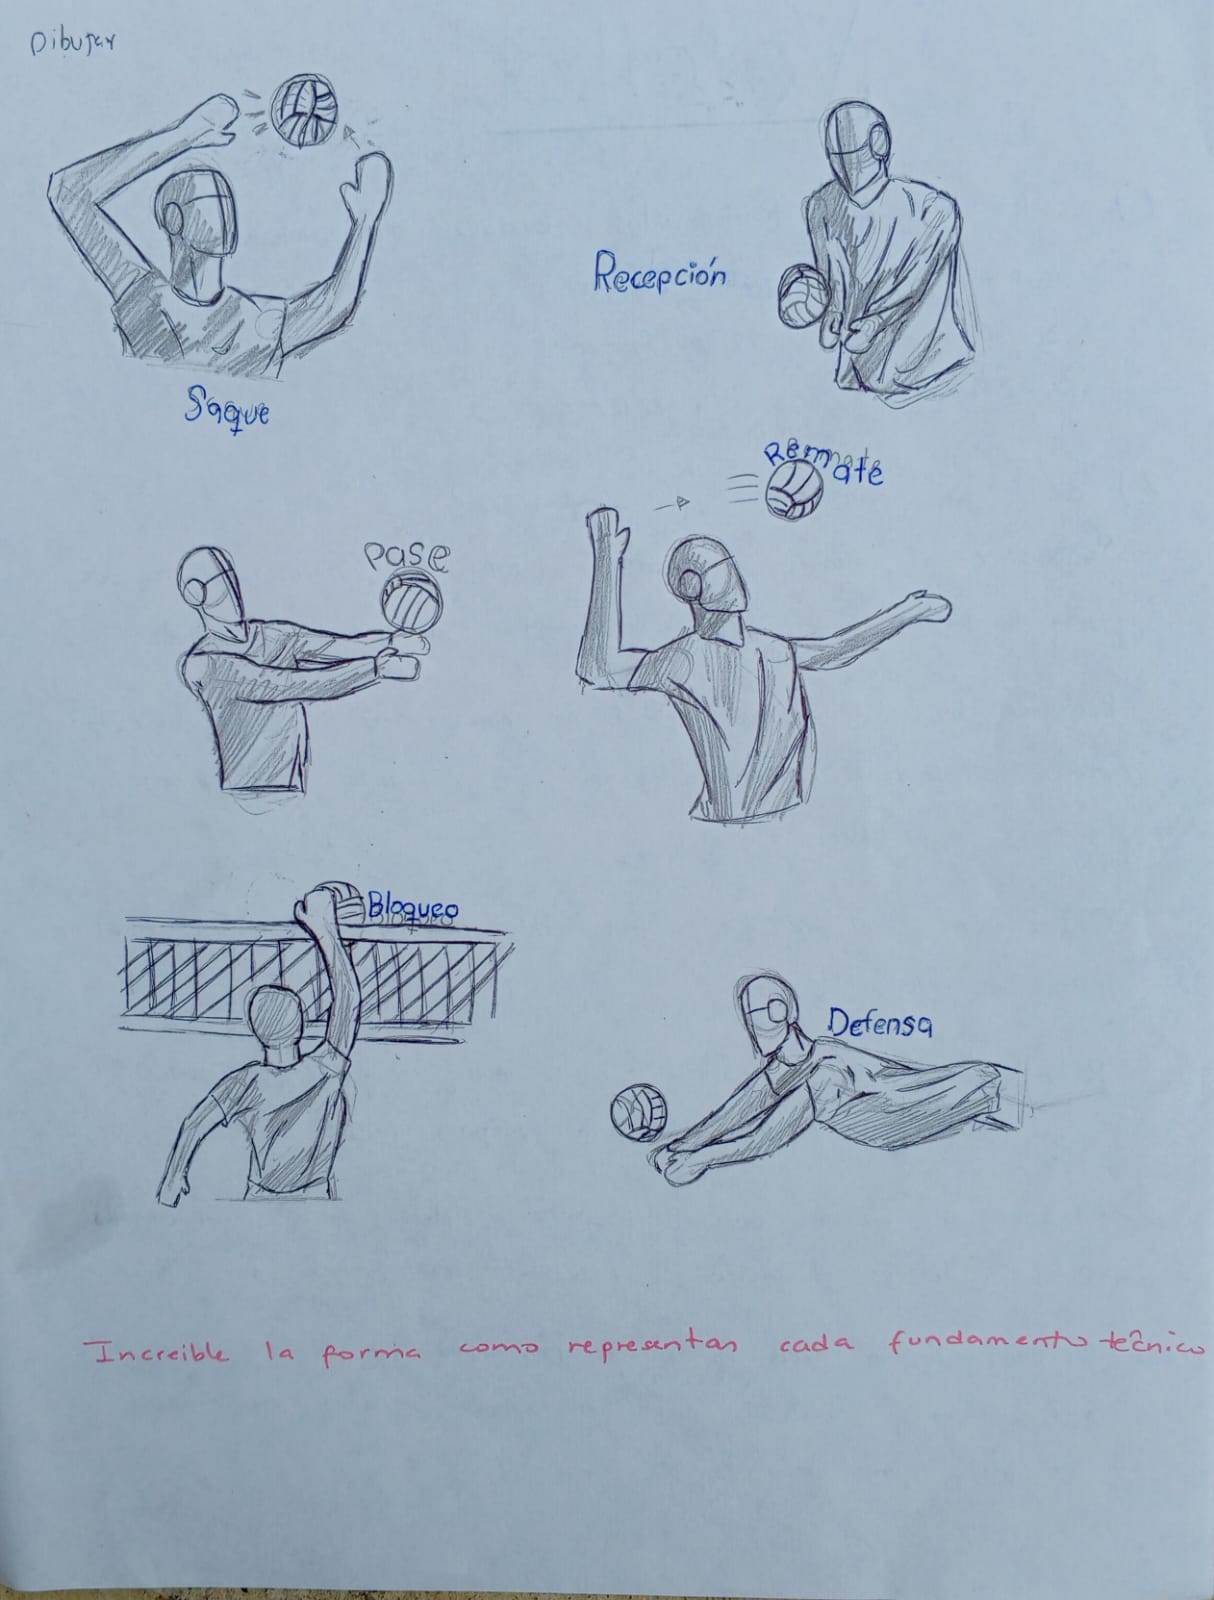 Dibujar
Saque
Recepción
Pase
Remate
Bloqueo
Defensa
Increible la forma como representas cada fundamento técnico